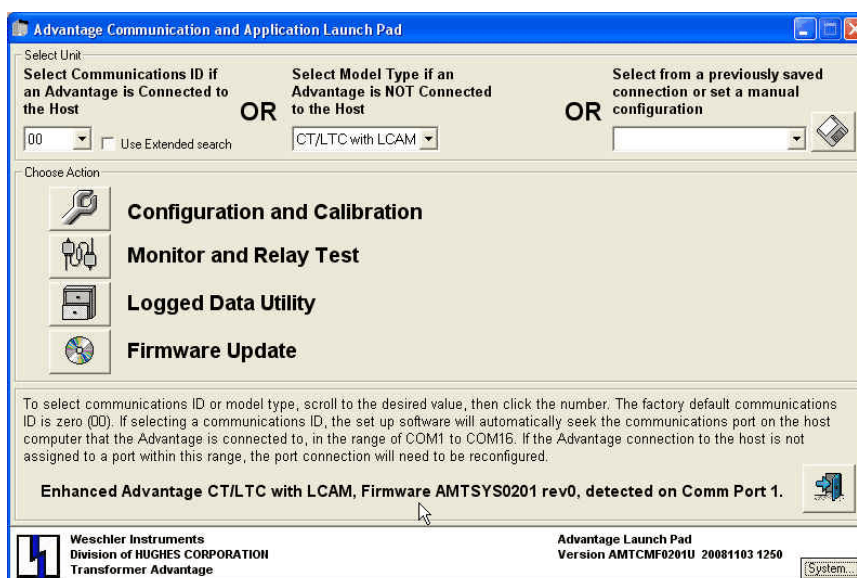 Advantage Communication and Application Launch Pad
Select Unit
Select Communications ID if
an Advantage is Connected to
the Host
OR
Select Model Type if an
Advantage is NOT Connected
to the Host
OR
Select from a previously saved
connection or set a manual
configuration
00
Use Extended search
CT/LTC with LCAM
Choose Action
Configuration and Calibration
Monitor and Relay Test
Logged Data Utility
Firmware Update
To select communications ID or model type, scroll to the desired value, then click the number. The factory default communications
ID is zero (00). If selecting a communications ID, the set up software will automatically seek the communications port on the host
computer that the Advantage is connected to, in the range of COM1 to COM16. If the Advantage connection to the host is not
assigned to a port within this range, the port connection will need to be reconfigured.
Enhanced Advantage CT/LTC with LCAM, Firmware AMTSYS0201 rev0, detected on Comm Port 1.
Weschler Instruments
Division of HUGHES CORPORATION
Transformer Advantage
Advantage Launch Pad
Version AMTCMF0201U 20081103 1250
System...